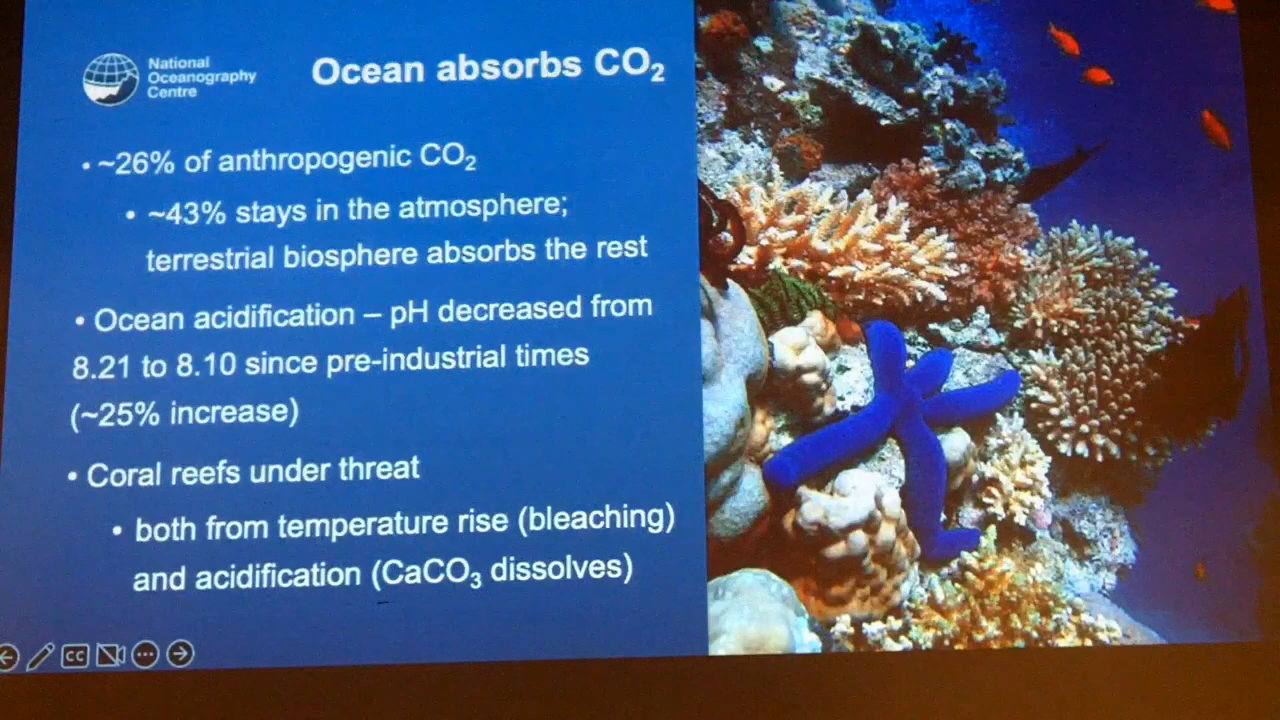 National
Oceanography
Centre
Ocean absorbs CO₂
• ~26% of anthropogenic CO₂
• ~43% stays in the atmosphere;
terrestrial biosphere absorbs the rest
• Ocean acidification – pH decreased from
8.21 to 8.10 since pre-industrial times
(~25% increase)
• Coral reefs under threat
• both from temperature rise (bleaching)
and acidification (CaCO₃ dissolves)
CC